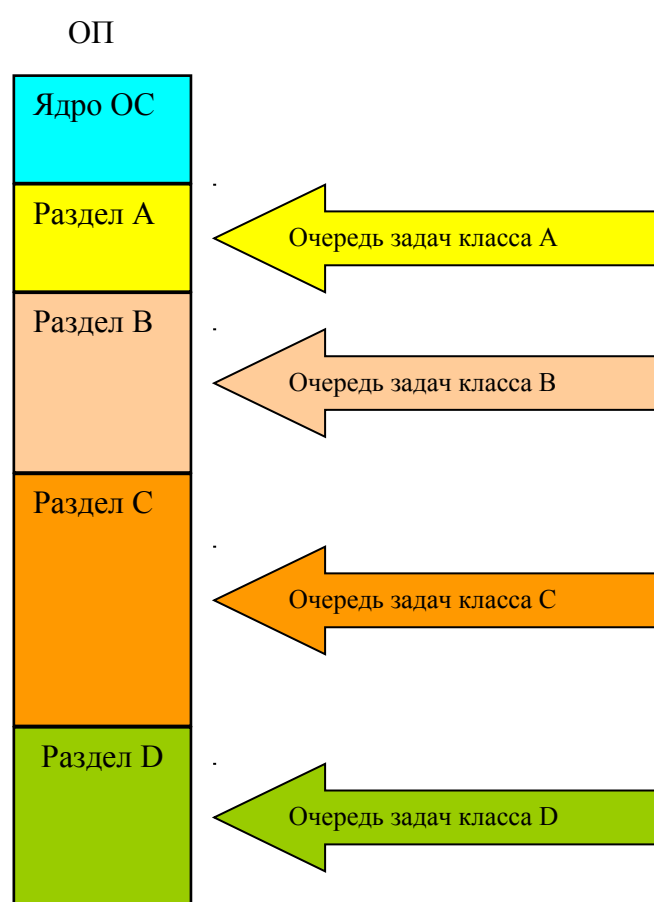 ОП
Ядро ОС
Раздел A
Очередь задач класса A
Раздел B
Очередь задач класса B
Раздел C
Очередь задач класса C
Раздел D
Очередь задач класса D